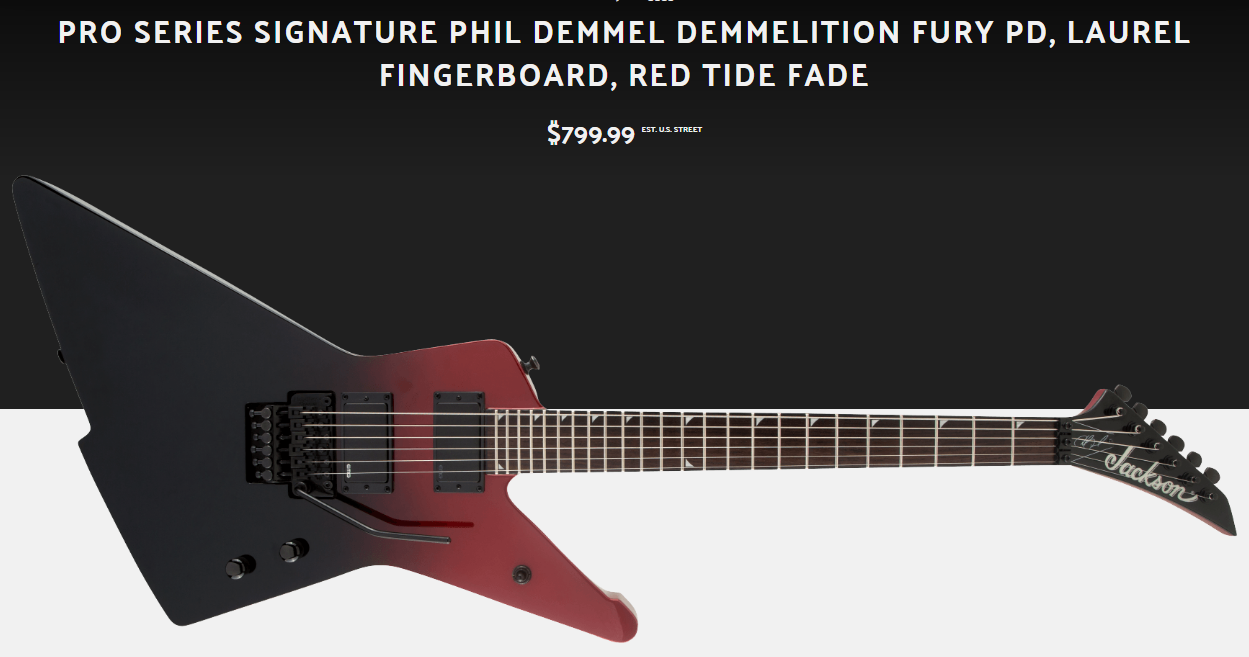 PRO SERIES SIGNATURE PHIL DEMMEL DEMMELITION FURY PD, LAUREL
FINGERBOARD, RED TIDE FADE
$799.99 EST. U.S. STREET
Jackson